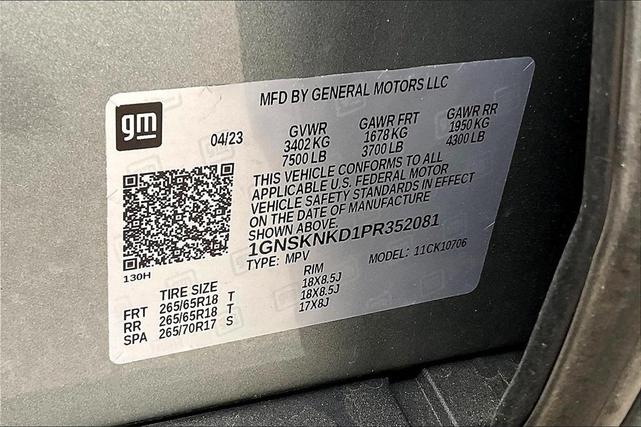 MFD BY GENERAL MOTORS LLC
gm
04/23
GVWR GAWR FRT GAWR RR
3402 KG 1678 KG 1950 KG
7500 LB 3700 LB 4300 LB
THIS VEHICLE CONFORMS TO ALL
APPLICABLE U.S. FEDERAL MOTOR
VEHICLE SAFETY STANDARDS IN EFFECT
ON THE DATE OF MANUFACTURE
SHOWN ABOVE.
1GNSKNKD1PR352081
TYPE: MPV MODEL: 11CK10706
130H
TIRE SIZE RIM
FRT 265/65R18 T 18X8.5J
RR 265/65R18 T 18X8.5J
SPA 265/70R17 S 17X8J